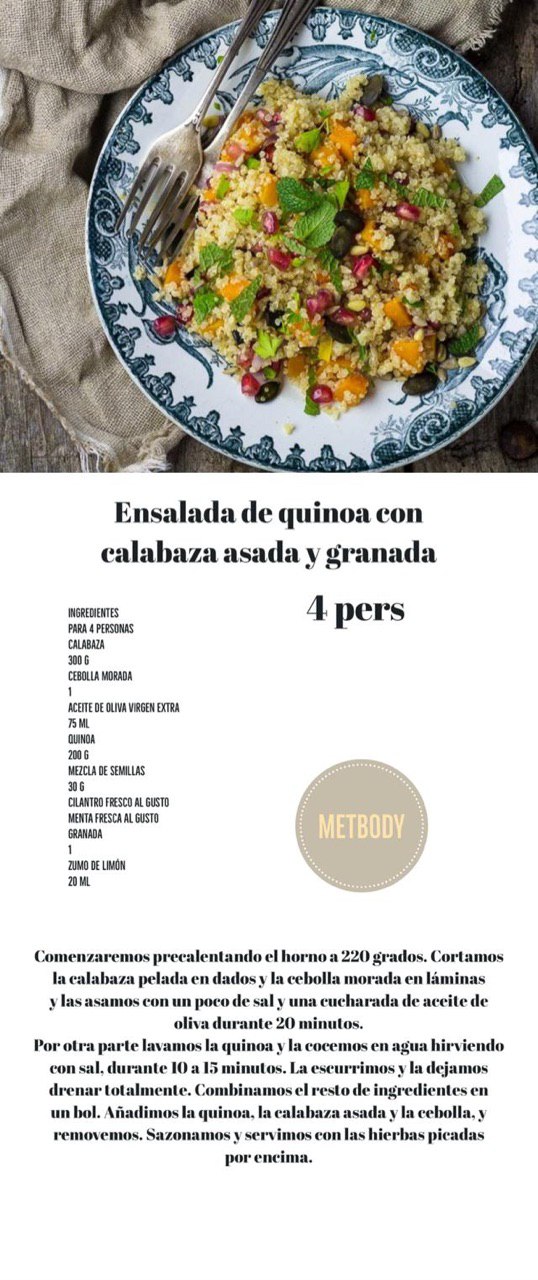 Ensalada de quinoa con
calabaza asada y granada
4 pers
INGREDIENTES
PARA 4 PERSONAS
CALABAZA
300 G
CEBOLLA MORADA
1
ACEITE DE OLIVA VIRGEN EXTRA
75 ML
QUINOA
200 G
MEZCLA DE SEMILLAS
30 G
CILANTRO FRESCO AL GUSTO
MENTA FRESCA AL GUSTO
GRANADA
1
ZUMO DE LIMÓN
20 ML
METBODY
Comenzaremos precalentando el horno a 220 grados. Cortamos
la calabaza pelada en dados y la cebolla morada en láminas
y las asamos con un poco de sal y una cucharada de aceite de
oliva durante 20 minutos.
Por otra parte lavamos la quinoa y la cocemos en agua hirviendo
con sal, durante 10 a 15 minutos. La escurrimos y la dejamos
drenar totalmente. Combinamos el resto de ingredientes en
un bol. Añadimos la quinoa, la calabaza asada y la cebolla, y
removemos. Sazonamos y servimos con las hierbas picadas
por encima.